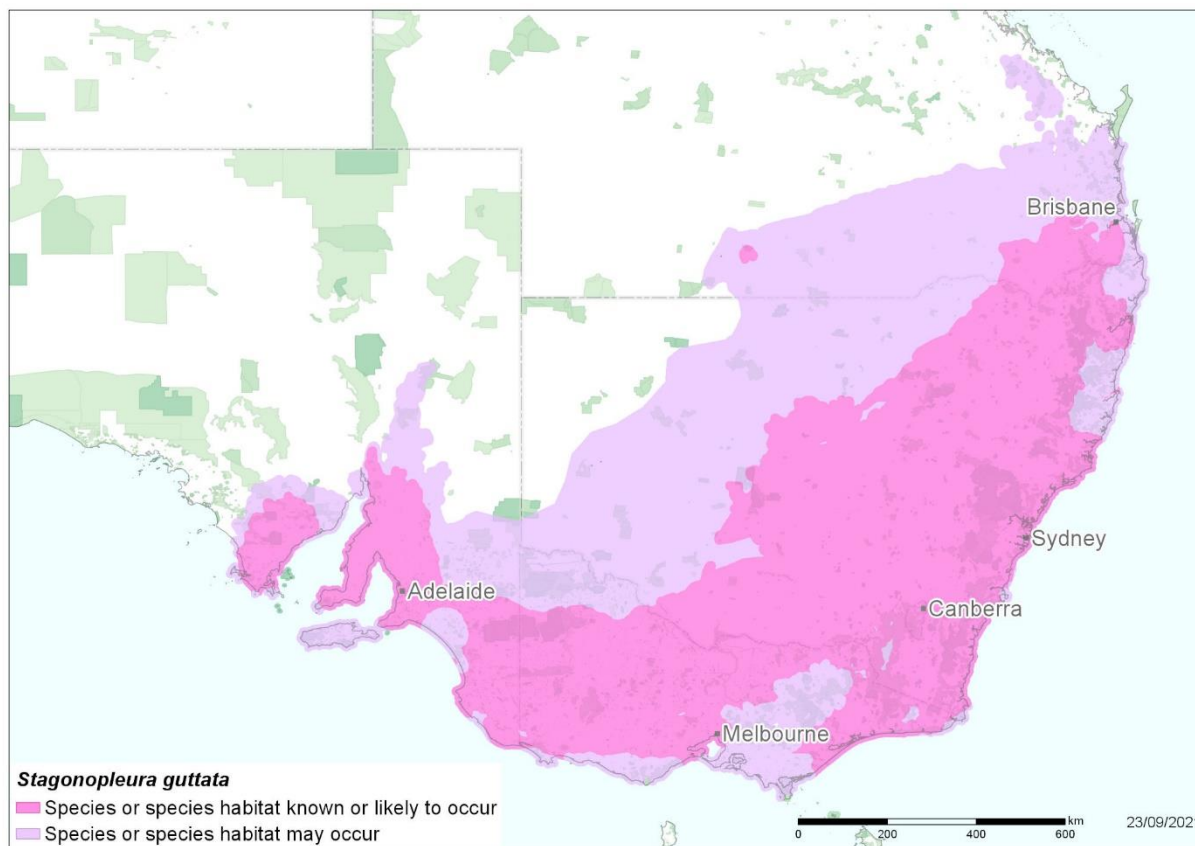 Brisbane
Sydney
Adelaide
Canberra
Melbourne
Stagonopleura guttata
Species or species habitat known or likely to occur
Species or species habitat may occur
km
0 200 400 600